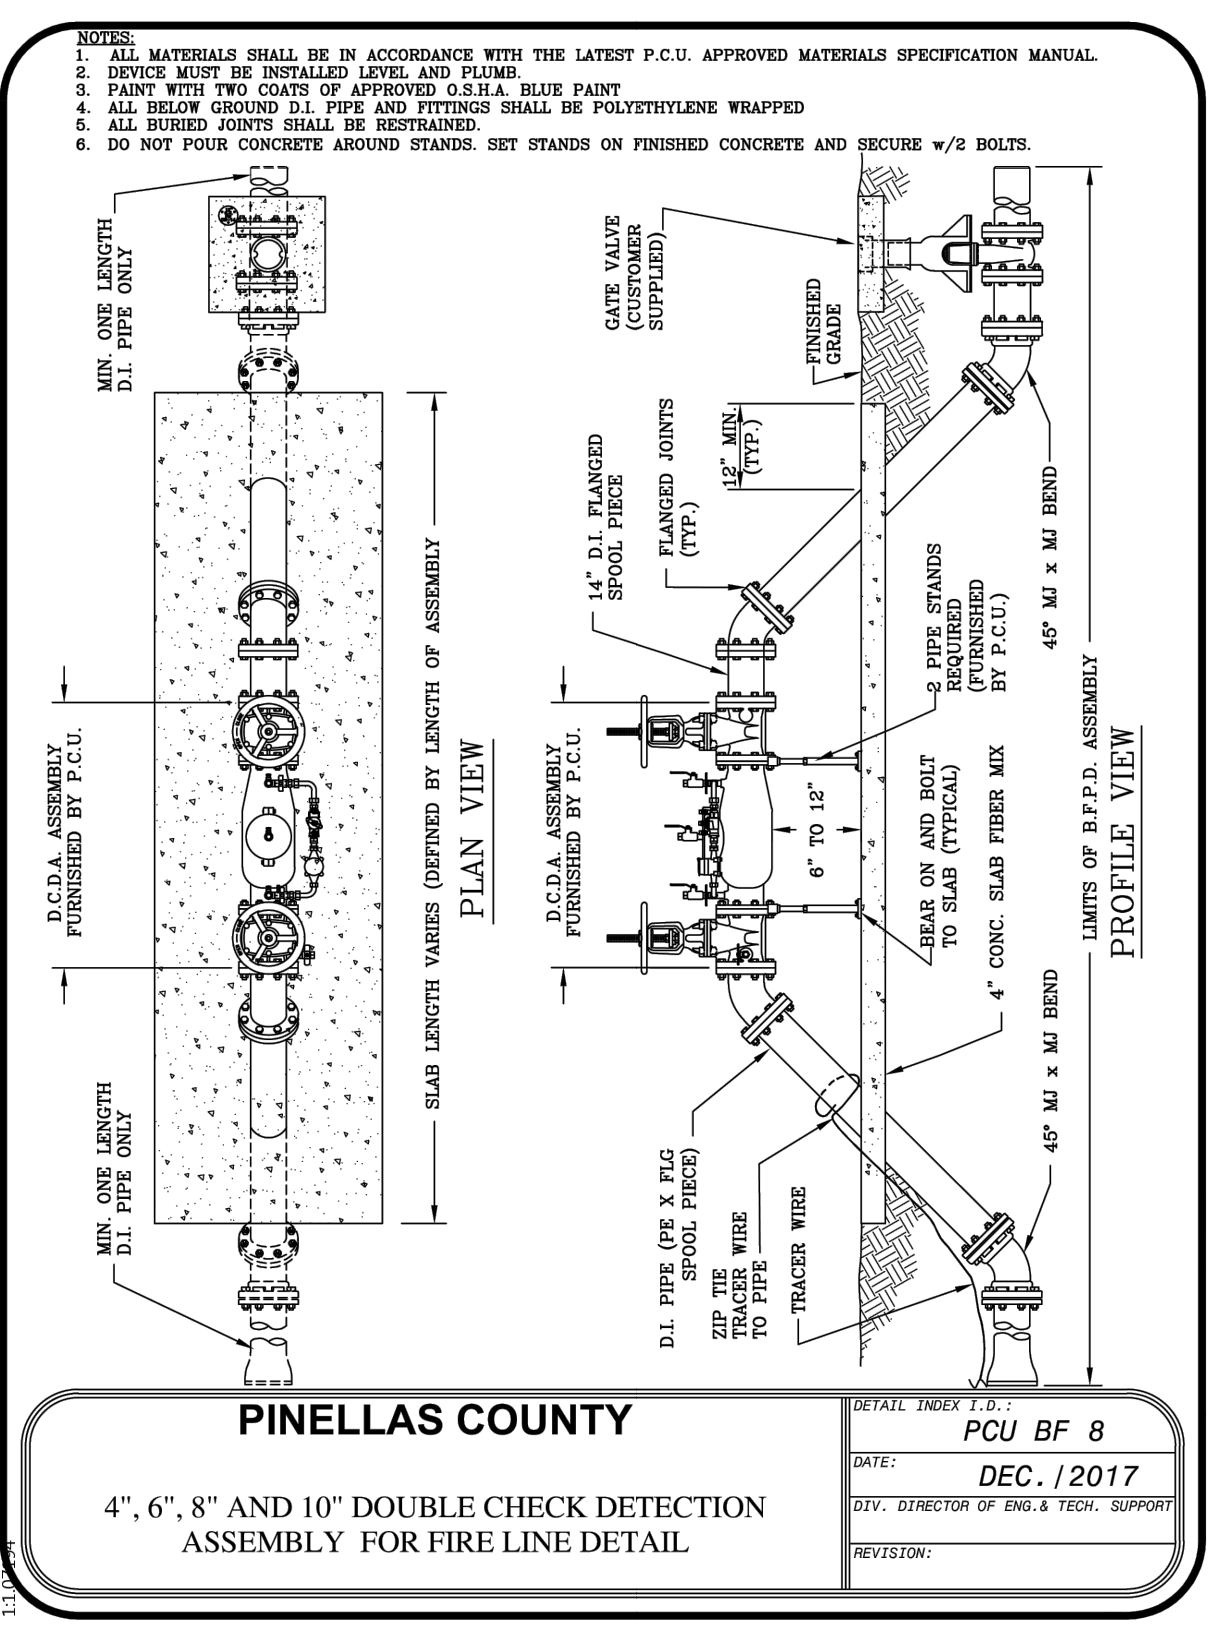 NOTES:
1. ALL MATERIALS SHALL BE IN ACCORDANCE WITH THE LATEST P.C.U. APPROVED MATERIALS SPECIFICATION MANUAL.
2. DEVICE MUST BE INSTALLED LEVEL AND PLUMB.
3. PAINT WITH TWO COATS OF APPROVED O.S.H.A. BLUE PAINT
4. ALL BELOW GROUND D.I. PIPE AND FITTINGS SHALL BE POLYETHYLENE WRAPPED
5. ALL BURIED JOINTS SHALL BE RESTRAINED.
6. DO NOT POUR CONCRETE AROUND STANDS. SET STANDS ON FINISHED CONCRETE AND SECURE w/2 BOLTS.
MIN. ONE LENGTH
D.I. PIPE ONLY
D.C.D.A. ASSEMBLY
FURNISHED BY P.C.U.
MIN. ONE LENGTH
D.I. PIPE ONLY
SLAB LENGTH VARIES (DEFINED BY LENGTH OF ASSEMBLY
PLAN VIEW
GATE VALVE
(CUSTOMER
SUPPLIED)
FINISHED
GRADE
12" MIN.
(TYP.)
FLANGED JOINTS
(TYP.)
14" D.I. FLANGED
SPOOL PIECE
D.C.D.A. ASSEMBLY
FURNISHED BY P.C.U.
6" TO 12"
2 PIPE STANDS
REQUIRED
(FURNISHED
BY P.C.U.)
BEAR ON AND BOLT
TO SLAB (TYPICAL)
4" CONC. SLAB FIBER MIX
45° MJ x MJ BEND
45° MJ x MJ BEND
D.I. PIPE (PE X FLG
SPOOL PIECE)
ZIP TIE
TRACER WIRE
TO PIPE
TRACER WIRE
LIMITS OF B.F.P.D. ASSEMBLY
PROFILE VIEW
PINELLAS COUNTY
4", 6", 8" AND 10" DOUBLE CHECK DETECTION
ASSEMBLY FOR FIRE LINE DETAIL
DETAIL INDEX I.D.:
PCU BF 8
DATE:
DEC./2017
DIV. DIRECTOR OF ENG.& TECH. SUPPORT
REVISION:
1:1.07194